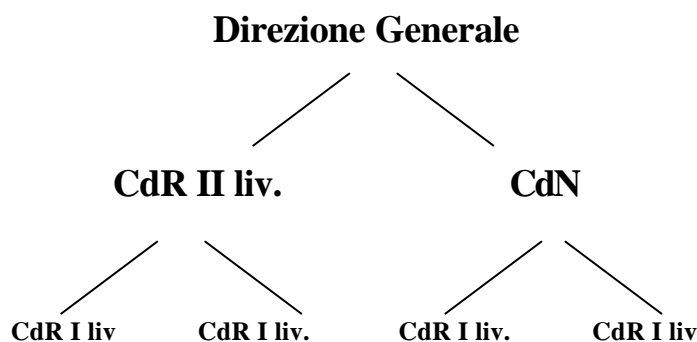 Direzione Generale
CdR II liv. CdN
CdR I liv CdR I liv. CdR I liv. CdR I liv